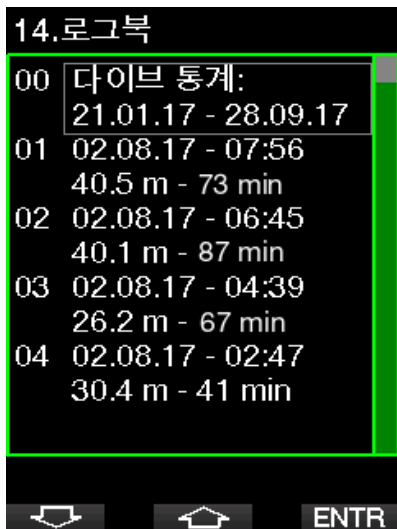 14.로그북
00 다이브 통계:
21.01.17 - 28.09.17
01 02.08.17 - 07:56
40.5 m - 73 min
02 02.08.17 - 06:45
40.1 m - 87 min
03 02.08.17 - 04:39
26.2 m - 67 min
04 02.08.17 - 02:47
30.4 m - 41 min
ENTR